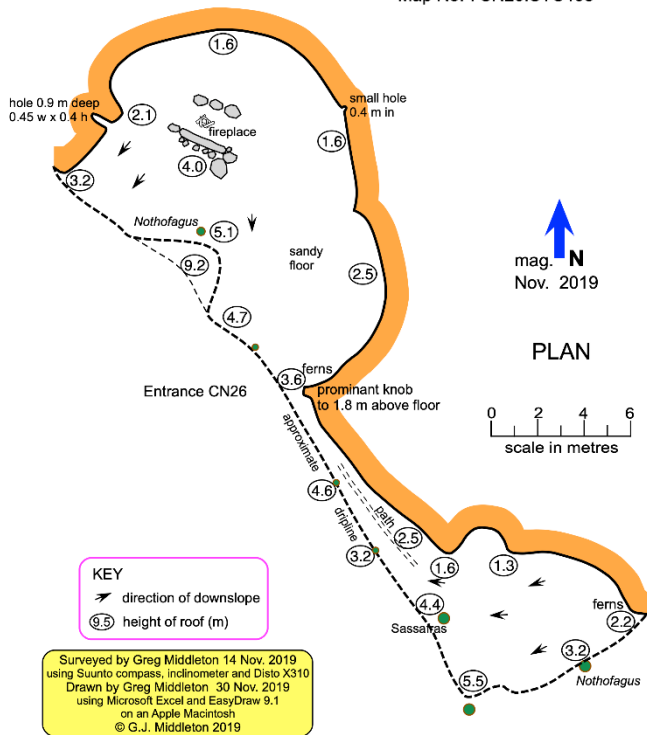 1.6
hole 0.9 m deep
0.45 w x 0.4 h
2.1
small hole
0.4 m in
fireplace
1.6
4.0
3.2
Nothofagus
5.1
sandy
floor
9.2
2.5
mag. N
Nov. 2019
4.7
PLAN
3.6
ferns
Entrance CN26
prominant knob
to 1.8 m above floor
0 2 4 6
scale in metres
approximate
dripline
4.6
path
2.5
3.2
1.6
1.3
4.4
Sassafras
ferns
2.2
3.2
Nothofagus
5.5
KEY
direction of downslope
9.5 height of roof (m)
Surveyed by Greg Middleton 14 Nov. 2019
using Suunto compass, inclinometer and Disto X310
Drawn by Greg Middleton 30 Nov. 2019
using Microsoft Excel and EasyDraw 9.1
on an Apple Macintosh
© G.J. Middleton 2019